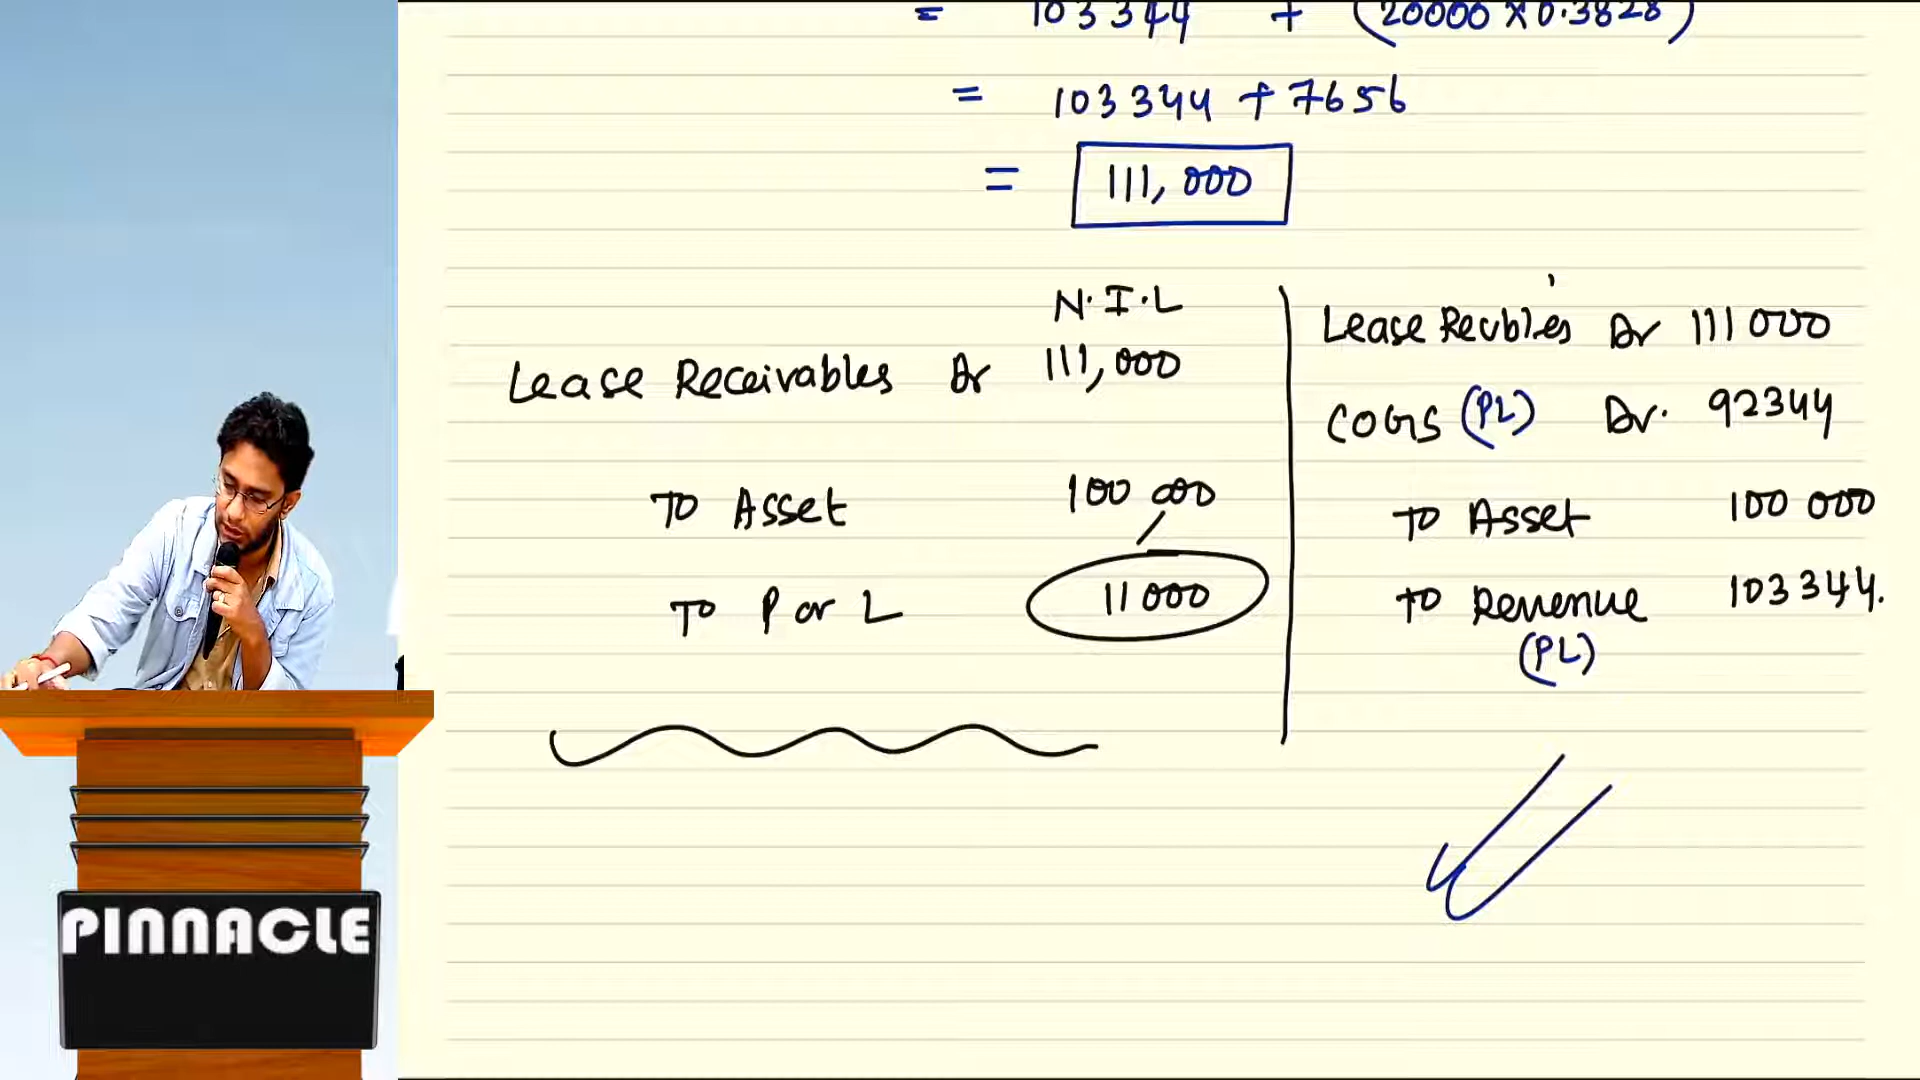 = 103344 + (20000 X 0.3828)
= 103344 + 7656
= 111,000
N.I.L
Lease Receivables Dr 111,000
To Asset 100 000
To P or L 11000
Lease Recvbles Dr 111000
COGS (PL) Dr. 92344
To Asset 100 000
To Revenue 103344.
(PL)
PINNACLE